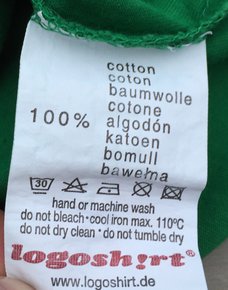 cotton
coton
baumwolle
cotone
100% algodón
katoen
bomull
bawełna
30
hand or machine wash
do not bleach·cool iron max. 110°C
do not dry clean · do not tumble dry
logosh!rt®
www.logoshirt.de